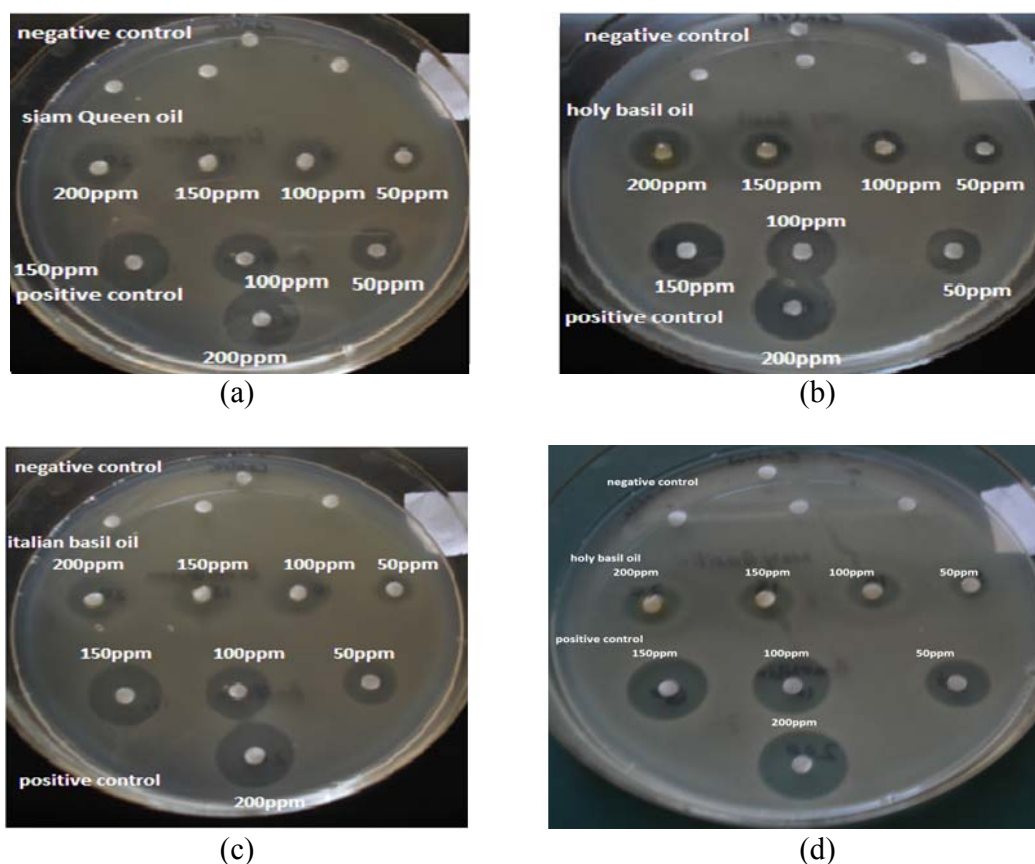 negative control
siam Queen oil
200ppm 150ppm 100ppm 50ppm
150ppm 100ppm 50ppm
positive control
200ppm
(a)
negative control
holy basil oil
200ppm 150ppm 100ppm 50ppm
100ppm
150ppm 50ppm
positive control
200ppm
(b)
negative control
italian basil oil
200ppm 150ppm 100ppm 50ppm
150ppm 100ppm 50ppm
positive control
200ppm
(c)
negative control
holy basil oil
200ppm 150ppm 100ppm 50ppm
positive control
150ppm 100ppm 50ppm
200ppm
(d)